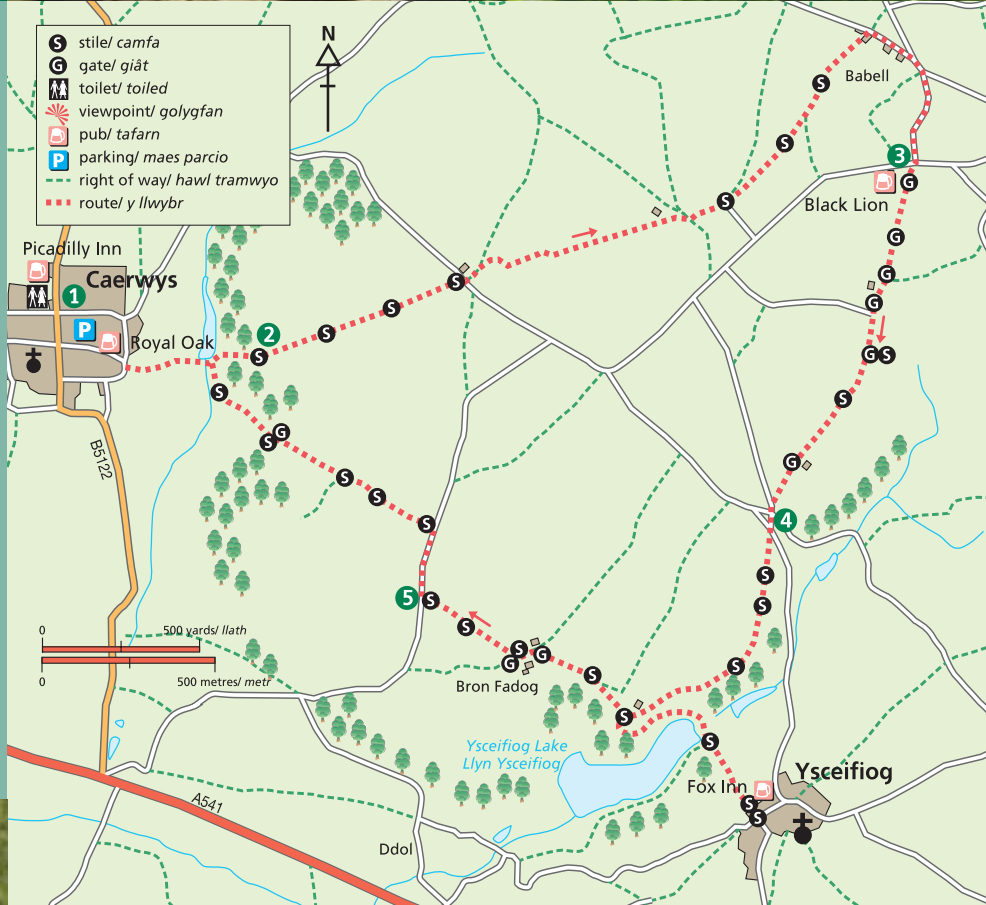 S stile/ camfa
G gate/ giât
toilet/ toiled
viewpoint/ golygfan
pub/ tafarn
P parking/ maes parcio
right of way/ hawl tramwyo
route/ y llwybr
N
Babell
3
Black Lion
Picadilly Inn
Caerwys
1
P
Royal Oak
2
B5122
4
5
0 500 yards/ llath
0 500 metres/ metr
Bron Fadog
Ysceifiog Lake
Llyn Ysceifiog
Fox Inn
Ysceifiog
A541
Ddol
S
S
S
G
G
G
G
G
S
S
G
S
S
S
S
S
S
S
S
S
S
G
S
S
S
S
S
S
G
G
S
S
S
S
S